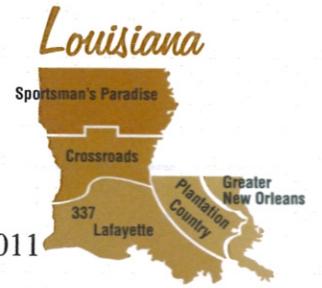 Louisiana
Sportsman's Paradise
Crossroads
Greater
New Orleans
Plantation
Country
337
Lafayette
011